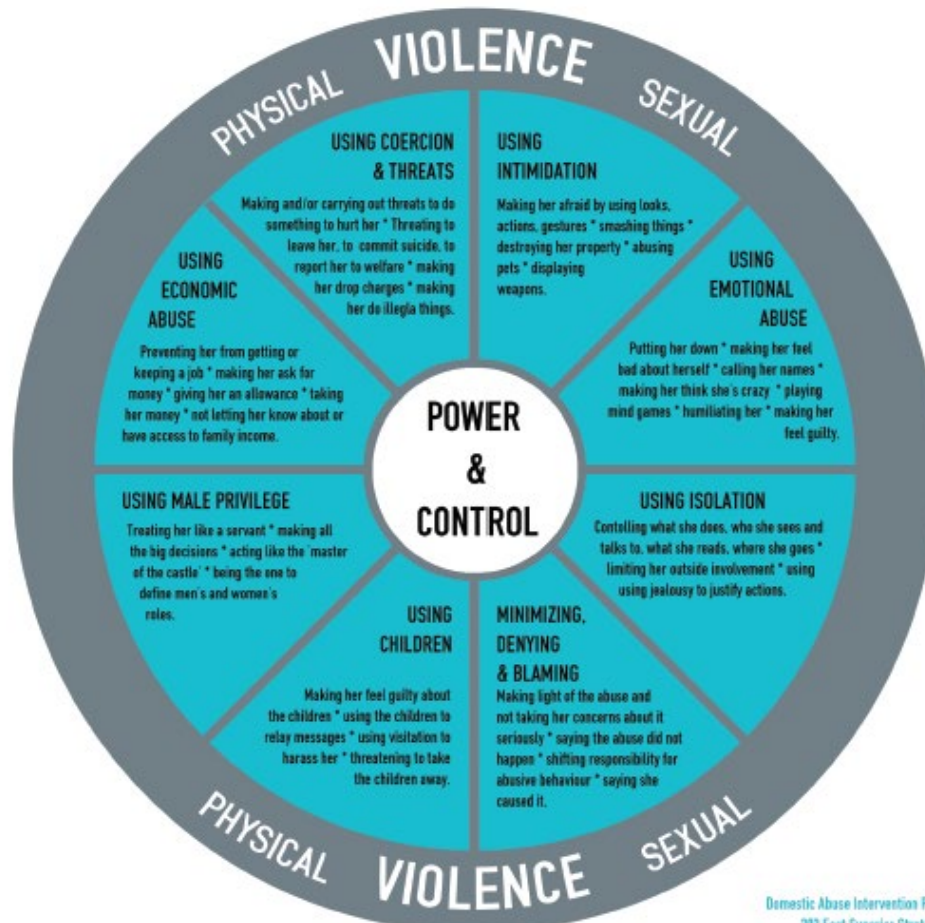 PHYSICAL VIOLENCE SEXUAL
USING COERCION
& THREATS
Making and/or carrying out threats to do
something to hurt her * Threating to
leave her, to commit suicide, to
report her to welfare * making
her drop charges * making
her do illegla things.
USING
INTIMIDATION
Making her afraid by using looks,
actions, gestures * smashing things *
destroying her property * abusing
pets * displaying
weapons.
USING
ECONOMIC
ABUSE
Preventing her from getting or
keeping a job * making her ask for
money * giving her an allowance * taking
her money * not letting her know about or
have access to family income.
USING
EMOTIONAL
ABUSE
Putting her down * making her feel
bad about herself * calling her names *
making her think she's crazy * playing
mind games * humiliating her * making her
feel guilty.
POWER
&
CONTROL
USING MALE PRIVILEGE
Treating her like a servant * making all
the big decisions * acting like the 'master
of the castle' * being the one to
define men's and women's
roles.
USING ISOLATION
Contolling what she does, who she sees and
talks to, what she reads, where she goes *
limiting her outside involvement * using
using jealousy to justify actions.
USING
CHILDREN
Making her feel guilty about
the children * using the children to
relay messages * using visitation to
harass her * threatening to take
the children away.
MINIMIZING,
DENYING
& BLAMING
Making light of the abuse and
not taking her concerns about it
seriously * saying the abuse did not
happen * shifting responsibility for
abusive behaviour * saying she
caused it.
PHYSICAL VIOLENCE SEXUAL
Domestic Abuse Intervention